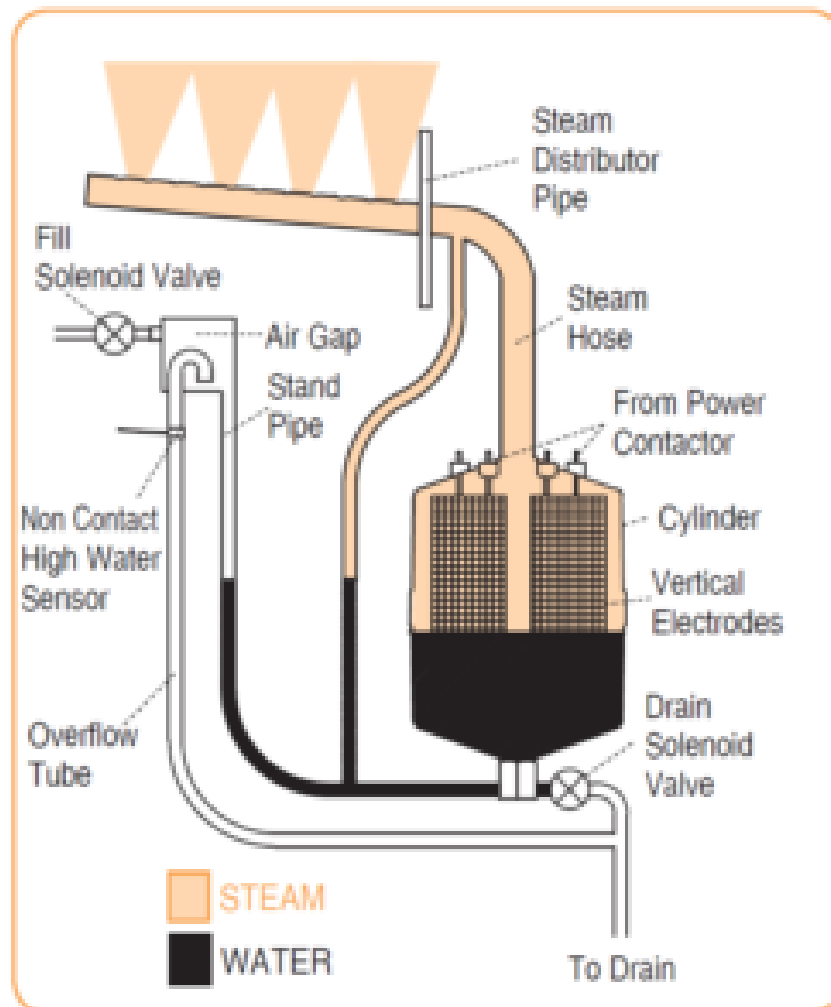 Steam
Distributor
Pipe
Fill
Solenoid Valve
Air Gap
Steam
Hose
Stand
Pipe
From Power
Contactor
Non Contact
High Water
Sensor
Cylinder
Vertical
Electrodes
Overflow
Tube
Drain
Solenoid
Valve
STEAM
WATER
To Drain